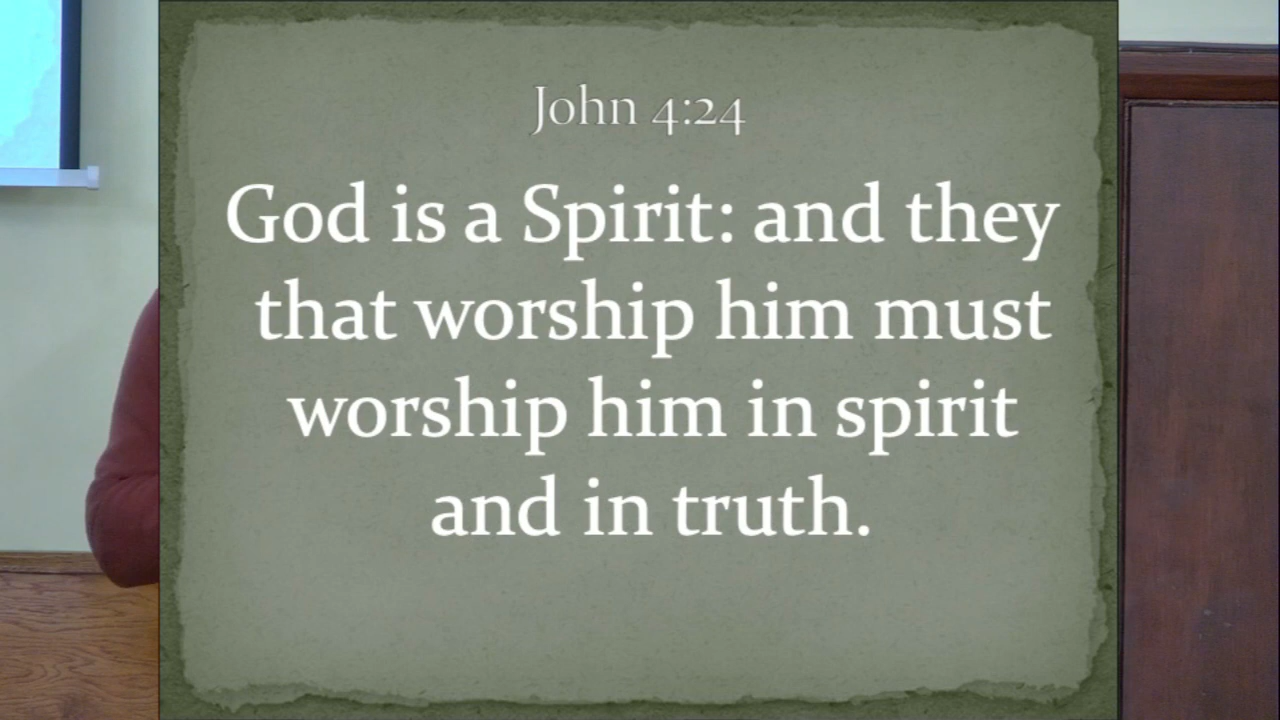 John 4:24
God is a Spirit: and they
that worship him must
worship him in spirit
and in truth.